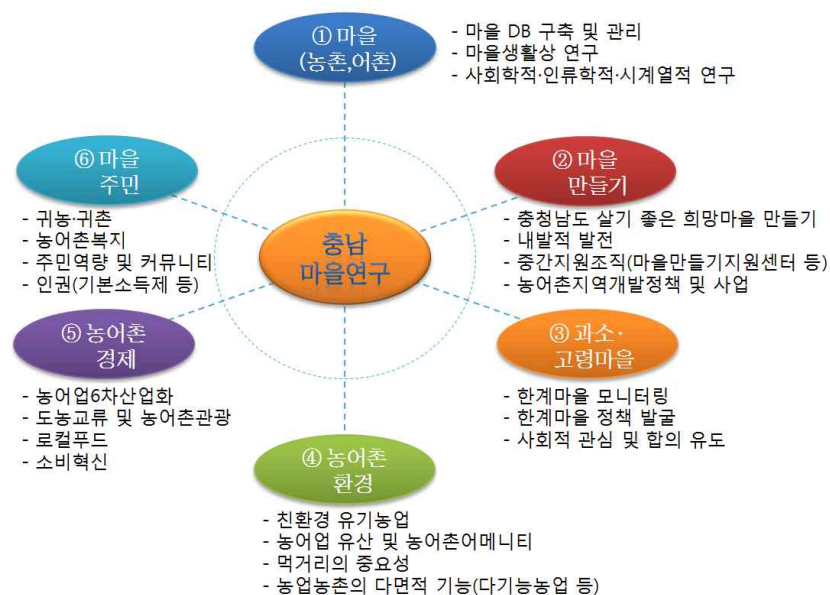 ① 마을
(농촌,어촌)
- 마을 DB 구축 및 관리
- 마을생활상 연구
- 사회학적·인류학적·시계열적 연구
② 마을
만들기
- 충청남도 살기 좋은 희망마을 만들기
- 내발적 발전
- 중간지원조직(마을만들기지원센터 등)
- 농어촌지역개발정책 및 사업
③ 과소·
고령마을
- 한계마을 모니터링
- 한계마을 정책 발굴
- 사회적 관심 및 합의 유도
④ 농어촌
환경
- 친환경 유기농업
- 농어업 유산 및 농어촌어메니티
- 먹거리의 중요성
- 농업농촌의 다면적 기능(다기능농업 등)
⑤ 농어촌
경제
- 농어업6차산업화
- 도농교류 및 농어촌관광
- 로컬푸드
- 소비혁신
⑥ 마을
주민
- 귀농·귀촌
- 농어촌복지
- 주민역량 및 커뮤니티
- 인권(기본소득제 등)
충남
마을연구